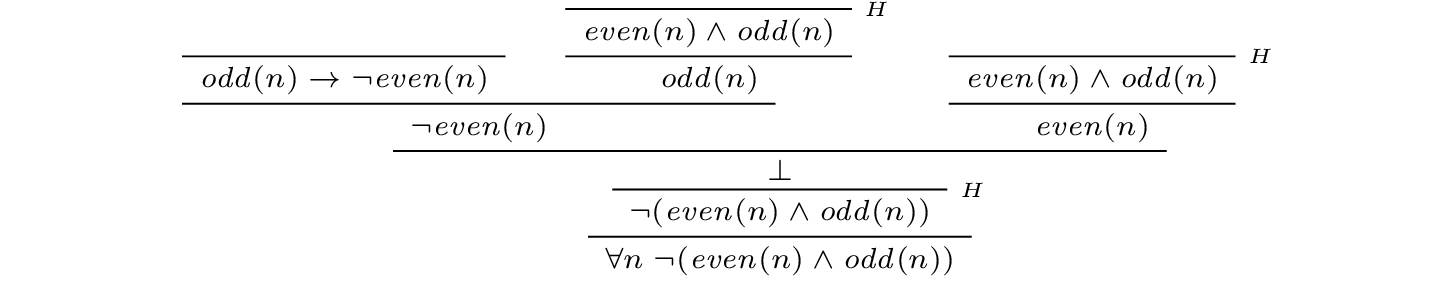 H
even(n) ∧ odd(n)
H
odd(n) → ¬even(n) odd(n) even(n) ∧ odd(n)
¬even(n) even(n)
⊥
H
¬(even(n) ∧ odd(n))
∀n ¬(even(n) ∧ odd(n))